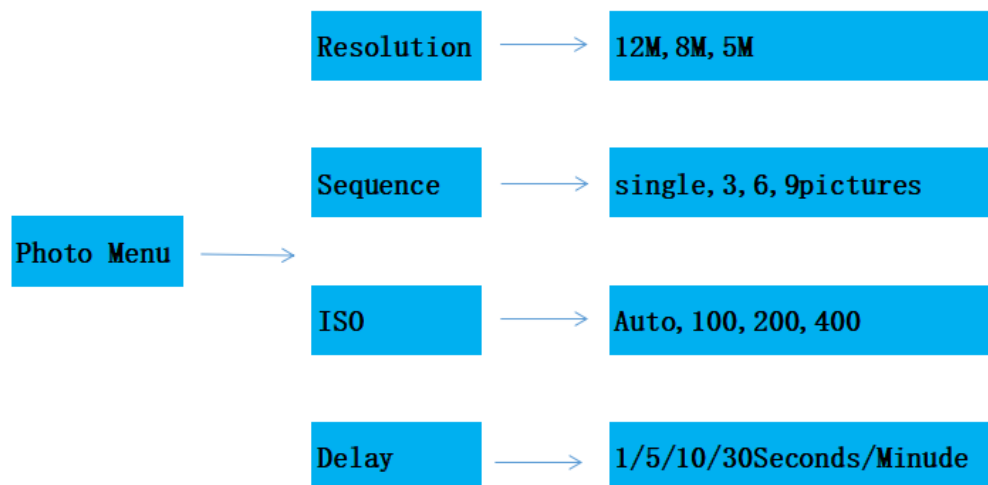 Resolution
12M,8M,5M
Sequence
single,3,6,9pictures
Photo Menu
ISO
Auto,100,200,400
Delay
1/5/10/30Seconds/Minude